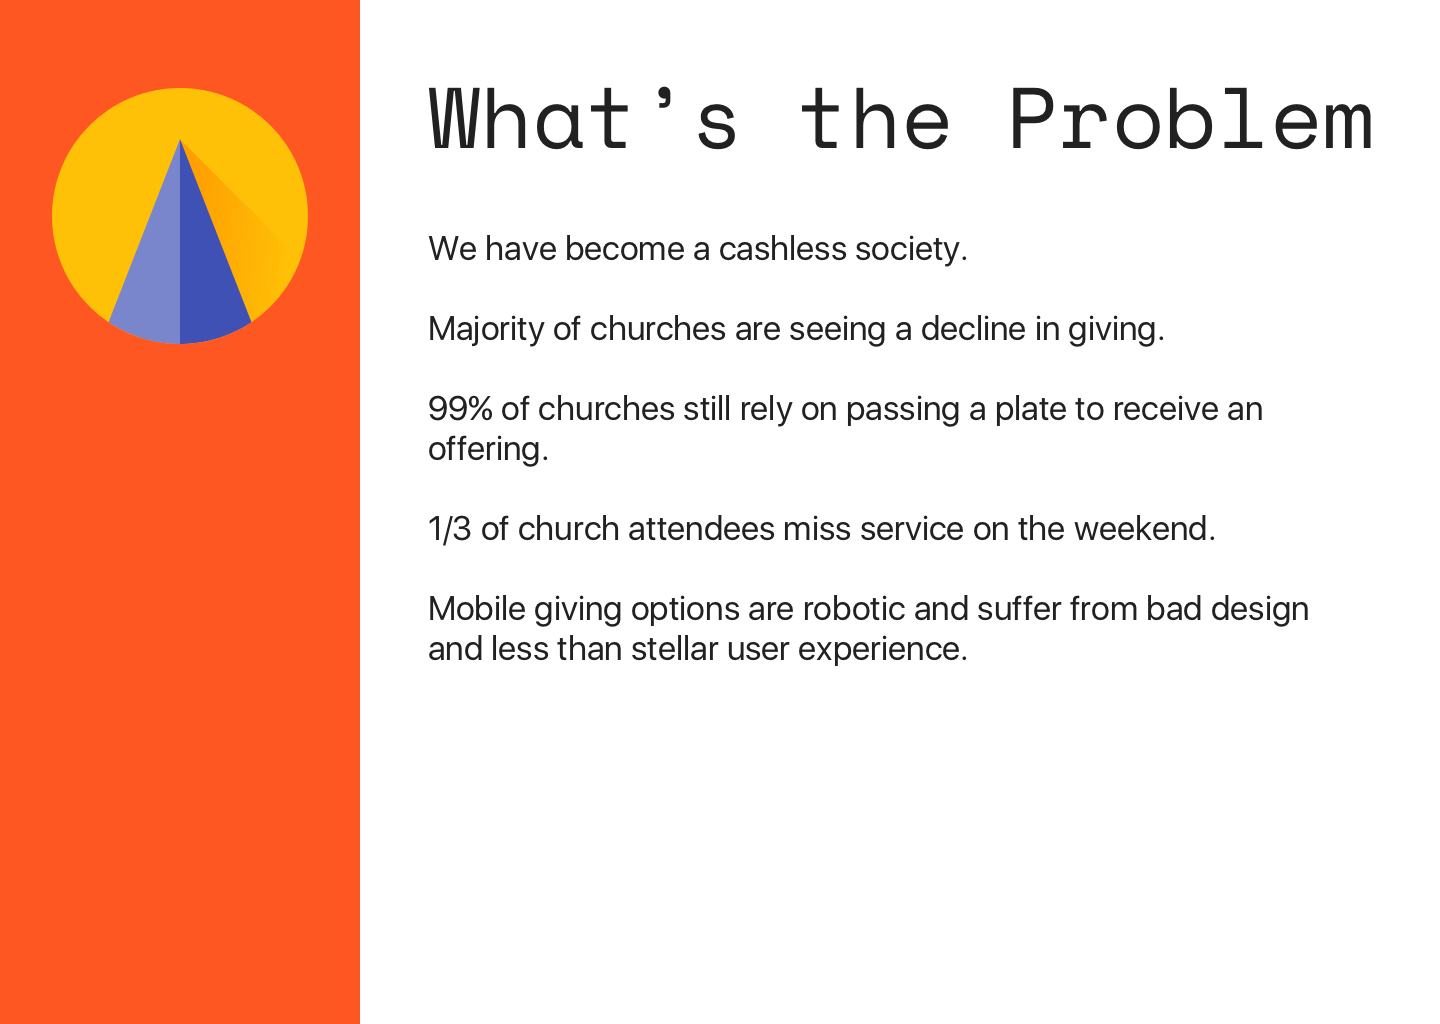 What’s the Problem
We have become a cashless society.
Majority of churches are seeing a decline in giving.
99% of churches still rely on passing a plate to receive an
offering.
1/3 of church attendees miss service on the weekend.
Mobile giving options are robotic and suffer from bad design
and less than stellar user experience.